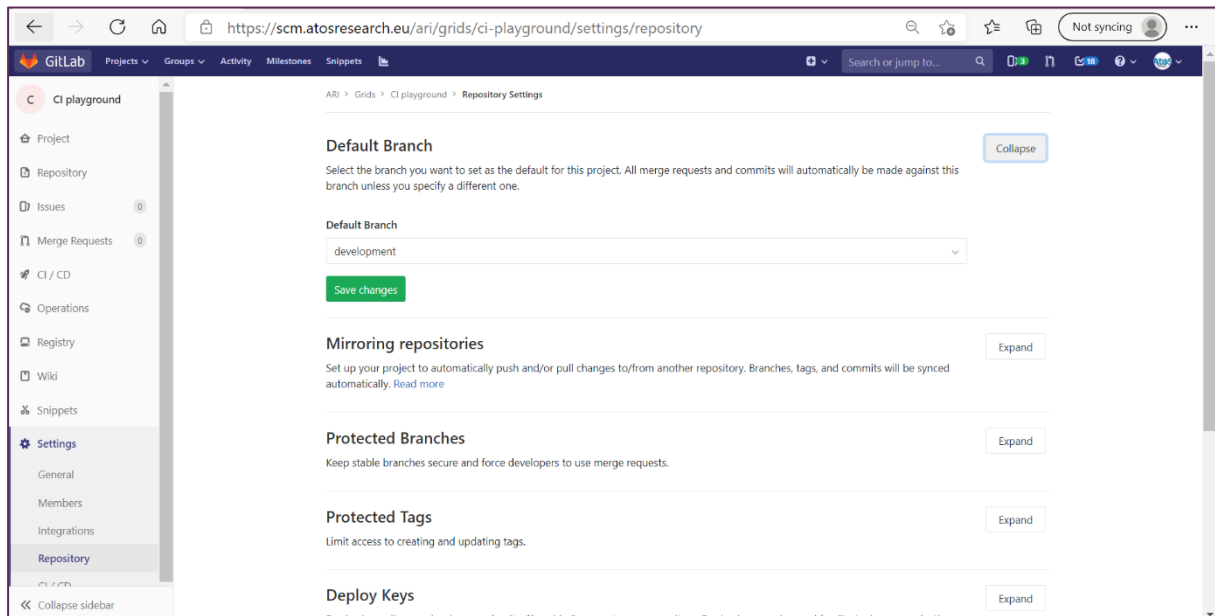 https://scm.atosresearch.eu/ari/grids/ci-playground/settings/repository
Not syncing
GitLab Projects Groups Activity Milestones Snippets Search or jump to... 3 18 Atos
C CI playground
Project
Repository
Issues 0
Merge Requests 0
CI / CD
Operations
Registry
Wiki
Snippets
Settings
General
Members
Integrations
Repository
CI / CD
Collapse sidebar
ARI > Grids > CI playground > Repository Settings
Default Branch
Collapse
Select the branch you want to set as the default for this project. All merge requests and commits will automatically be made against this
branch unless you specify a different one.
Default Branch
development
Save changes
Mirroring repositories
Expand
Set up your project to automatically push and/or pull changes to/from another repository. Branches, tags, and commits will be synced
automatically. Read more
Protected Branches
Expand
Keep stable branches secure and force developers to use merge requests.
Protected Tags
Expand
Limit access to creating and updating tags.
Deploy Keys
Expand